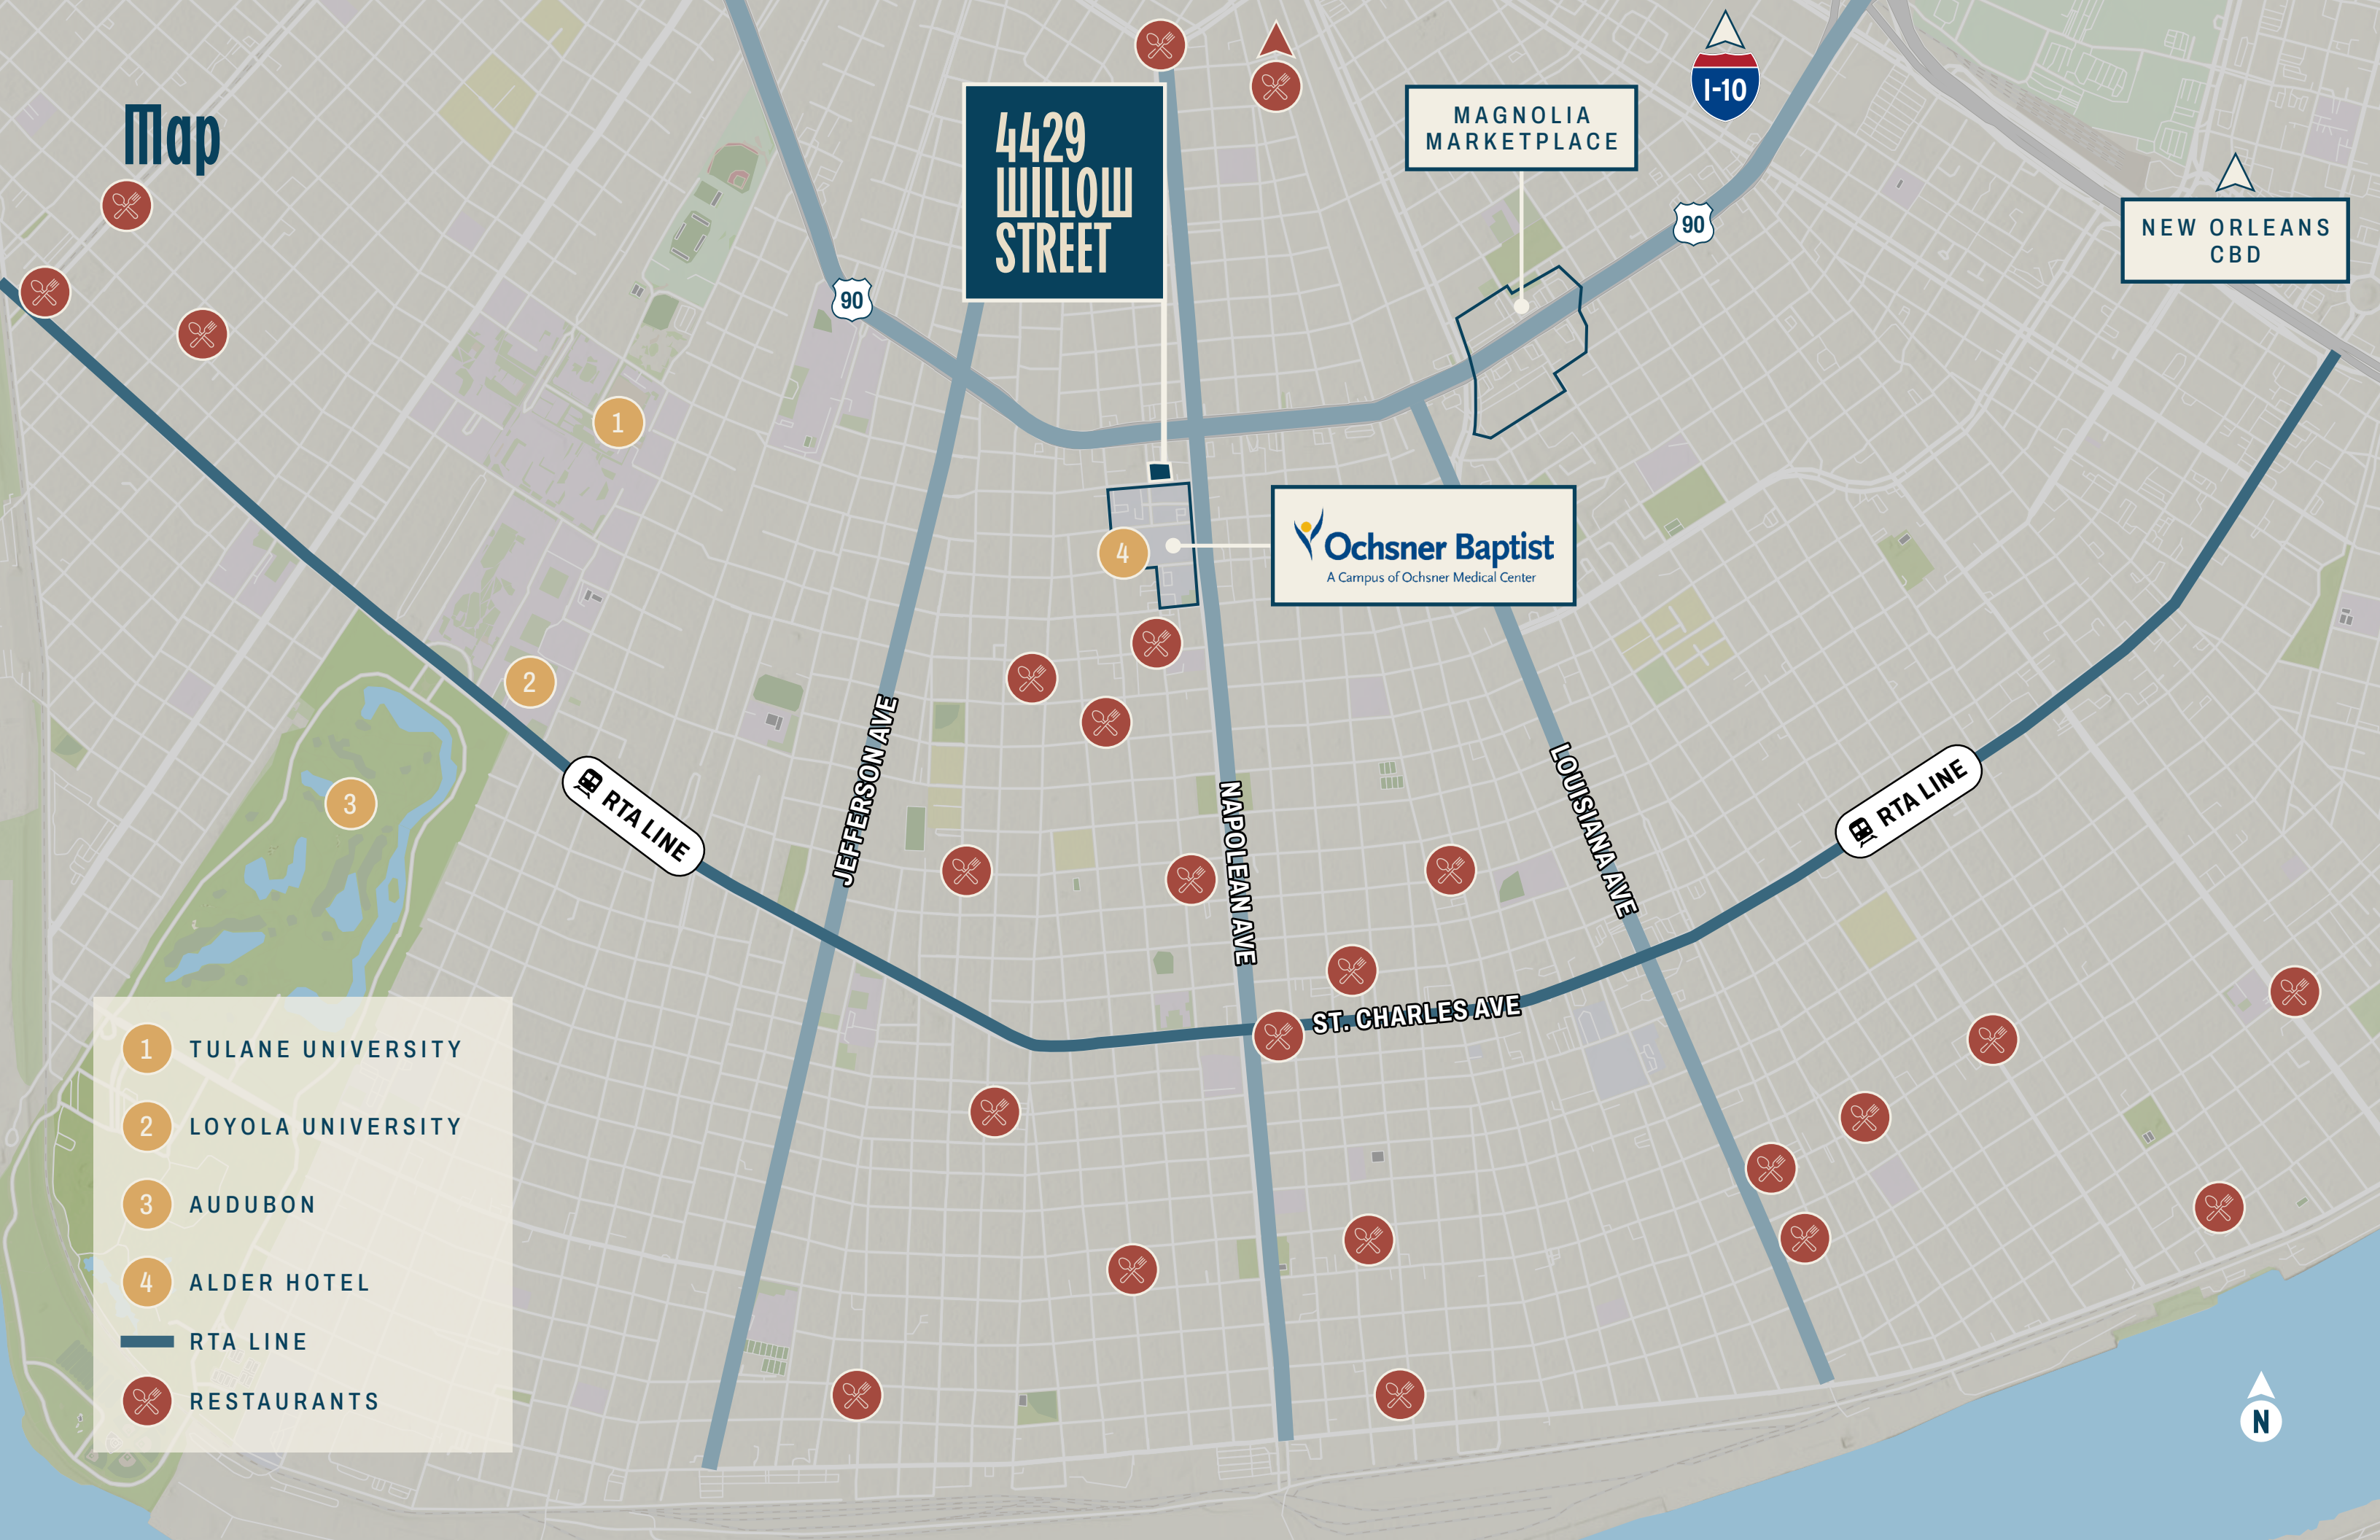 Map
4429
WILLOW
STREET
MAGNOLIA
MARKETPLACE
I-10
90
NEW ORLEANS
CBD
90
1
4
Ochsner Baptist
A Campus of Ochsner Medical Center
2
3
RTA LINE
JEFFERSON AVE
NAPOLEAN AVE
LOUISIANA AVE
RTA LINE
ST. CHARLES AVE
1 TULANE UNIVERSITY
2 LOYOLA UNIVERSITY
3 AUDUBON
4 ALDER HOTEL
RTA LINE
RESTAURANTS
N